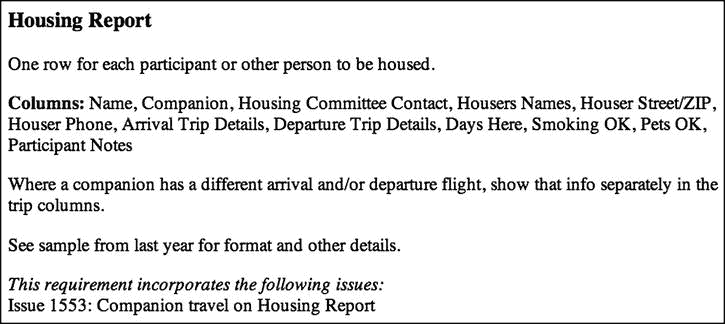 Housing Report
One row for each participant or other person to be housed.
Columns: Name, Companion, Housing Committee Contact, Housers Names, Houser Street/ZIP,
Houser Phone, Arrival Trip Details, Departure Trip Details, Days Here, Smoking OK, Pets OK,
Participant Notes
Where a companion has a different arrival and/or departure flight, show that info separately in the
trip columns.
See sample from last year for format and other details.
This requirement incorporates the following issues:
Issue 1553: Companion travel on Housing Report